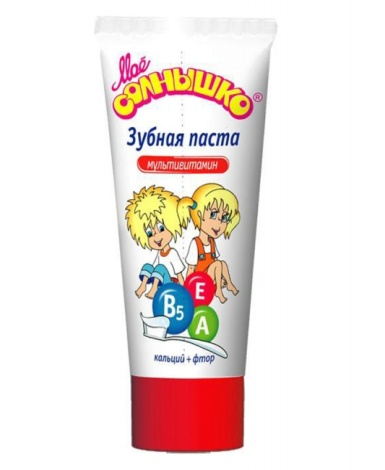 Моё
СОЛНЫШКО®
Зубная паста
мультивитамин
B5
E
A
кальций + фтор